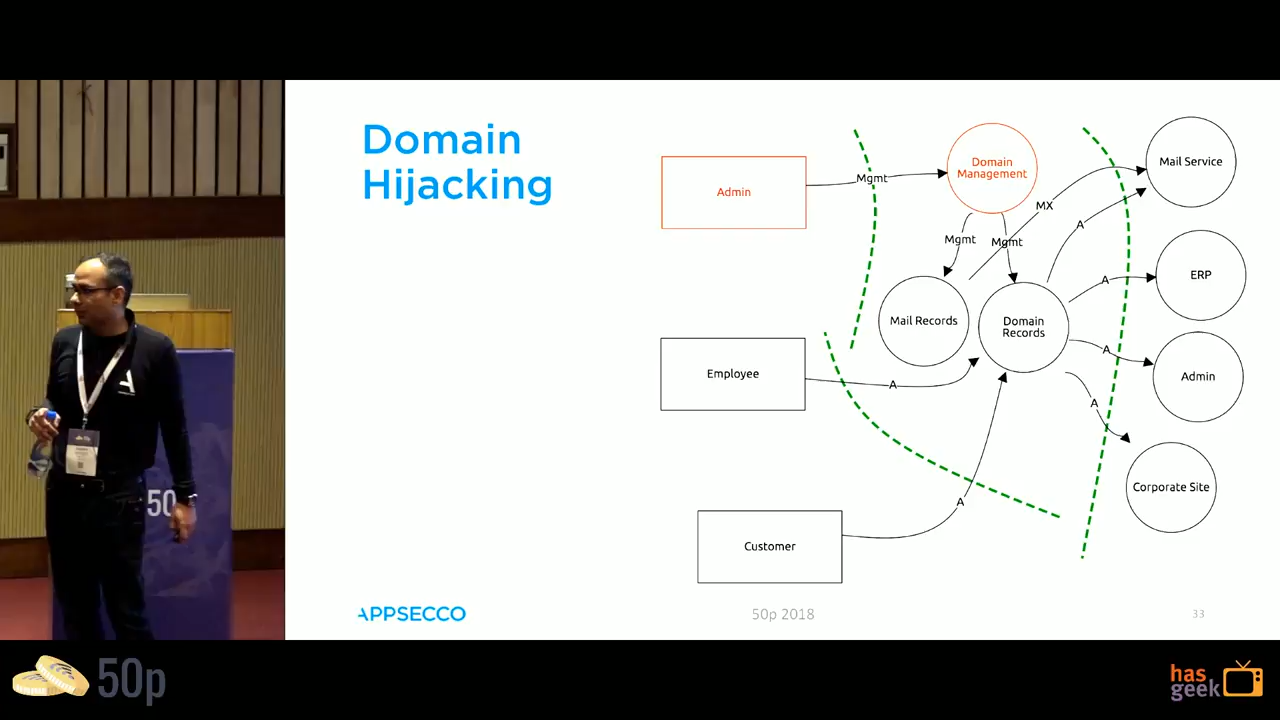 Domain
Hijacking
Admin
Mgmt
Domain
Management
Mail Service
MX
A
Mgmt
Mgmt
ERP
A
Mail Records
Domain
Records
A
Admin
Employee
A
A
Corporate Site
A
Customer
APPSECCO
50p 2018
33
50
50p
has
geek